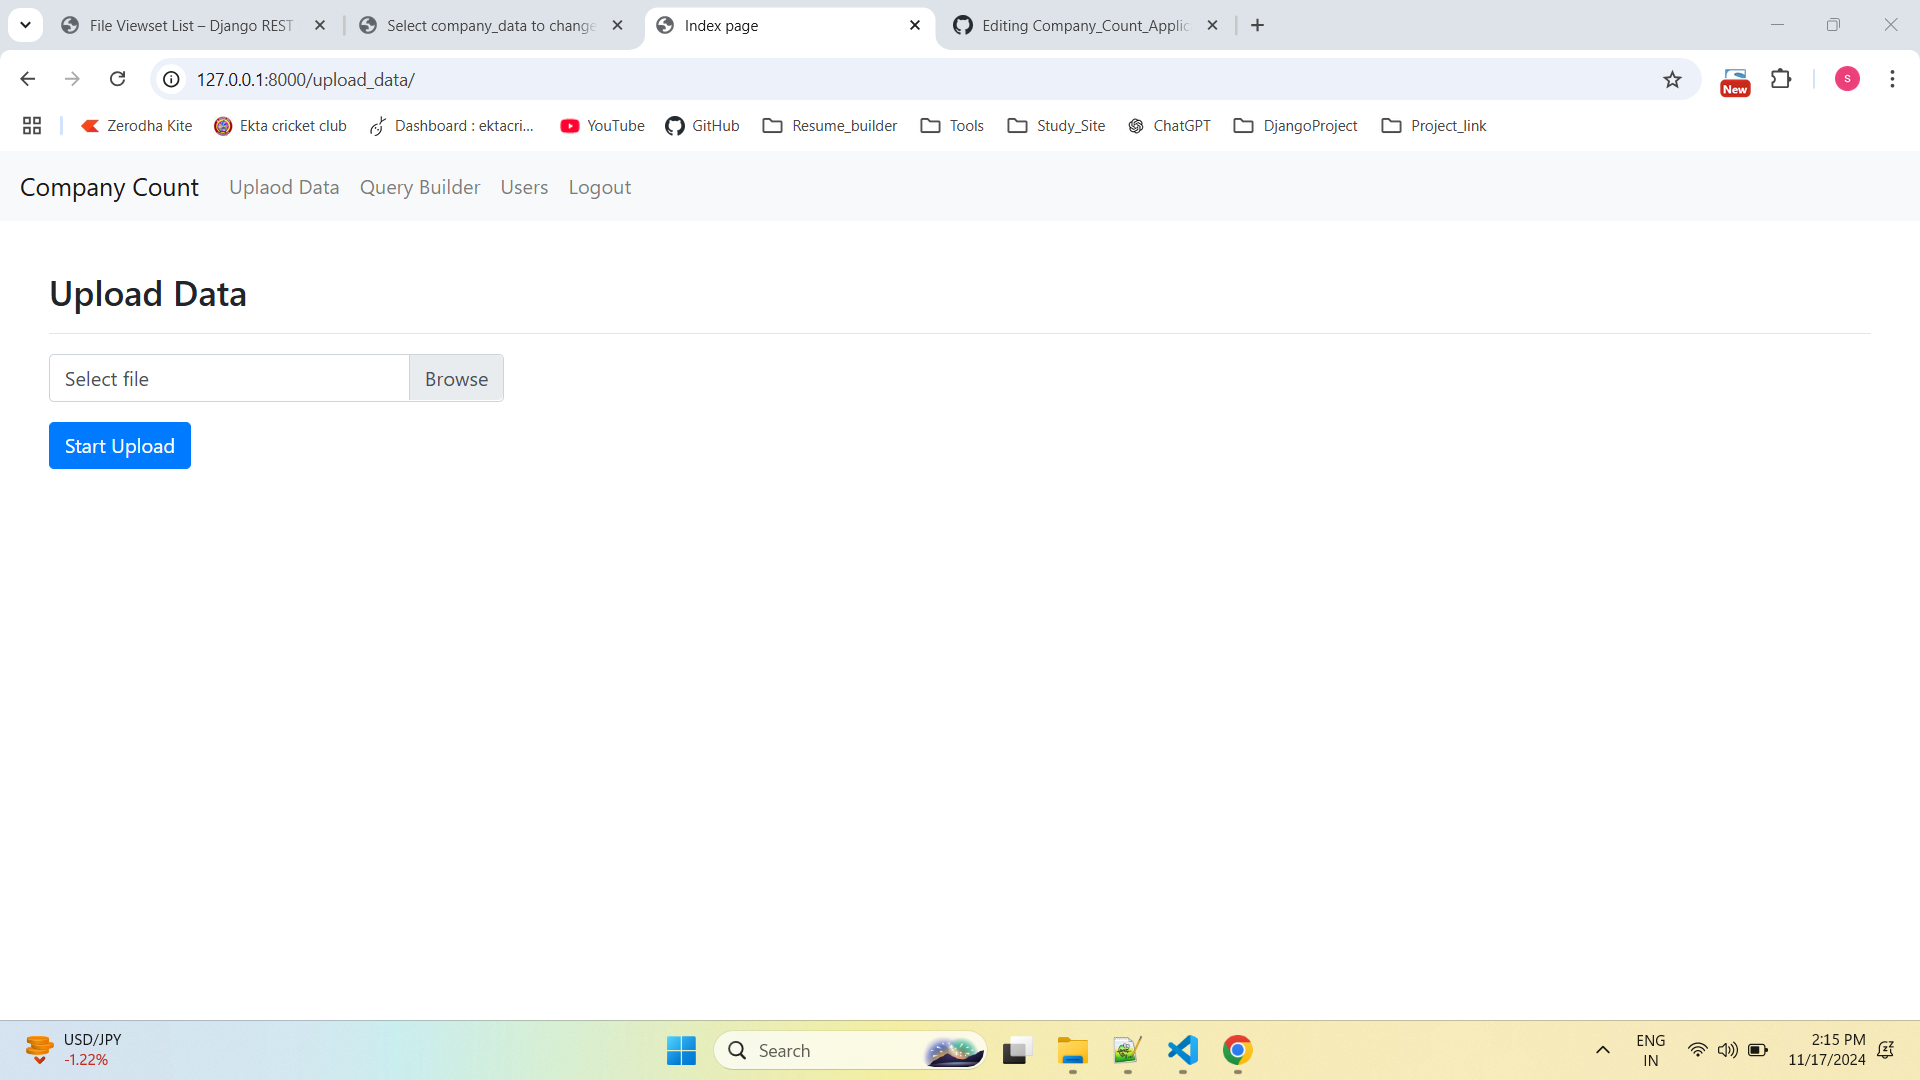 File Viewset List – Django REST
Select company_data to change
Index page
Editing Company_Count_Applic
127.0.0.1:8000/upload_data/
New
S
Zerodha Kite
Ekta cricket club
Dashboard : ektacri...
YouTube
GitHub
Resume_builder
Tools
Study_Site
ChatGPT
DjangoProject
Project_link
Company Count
Uplaod Data
Query Builder
Users
Logout
Upload Data
Select file
Browse
Start Upload
USD/JPY
-1.22%
Search
ENG
IN
2:15 PM
11/17/2024